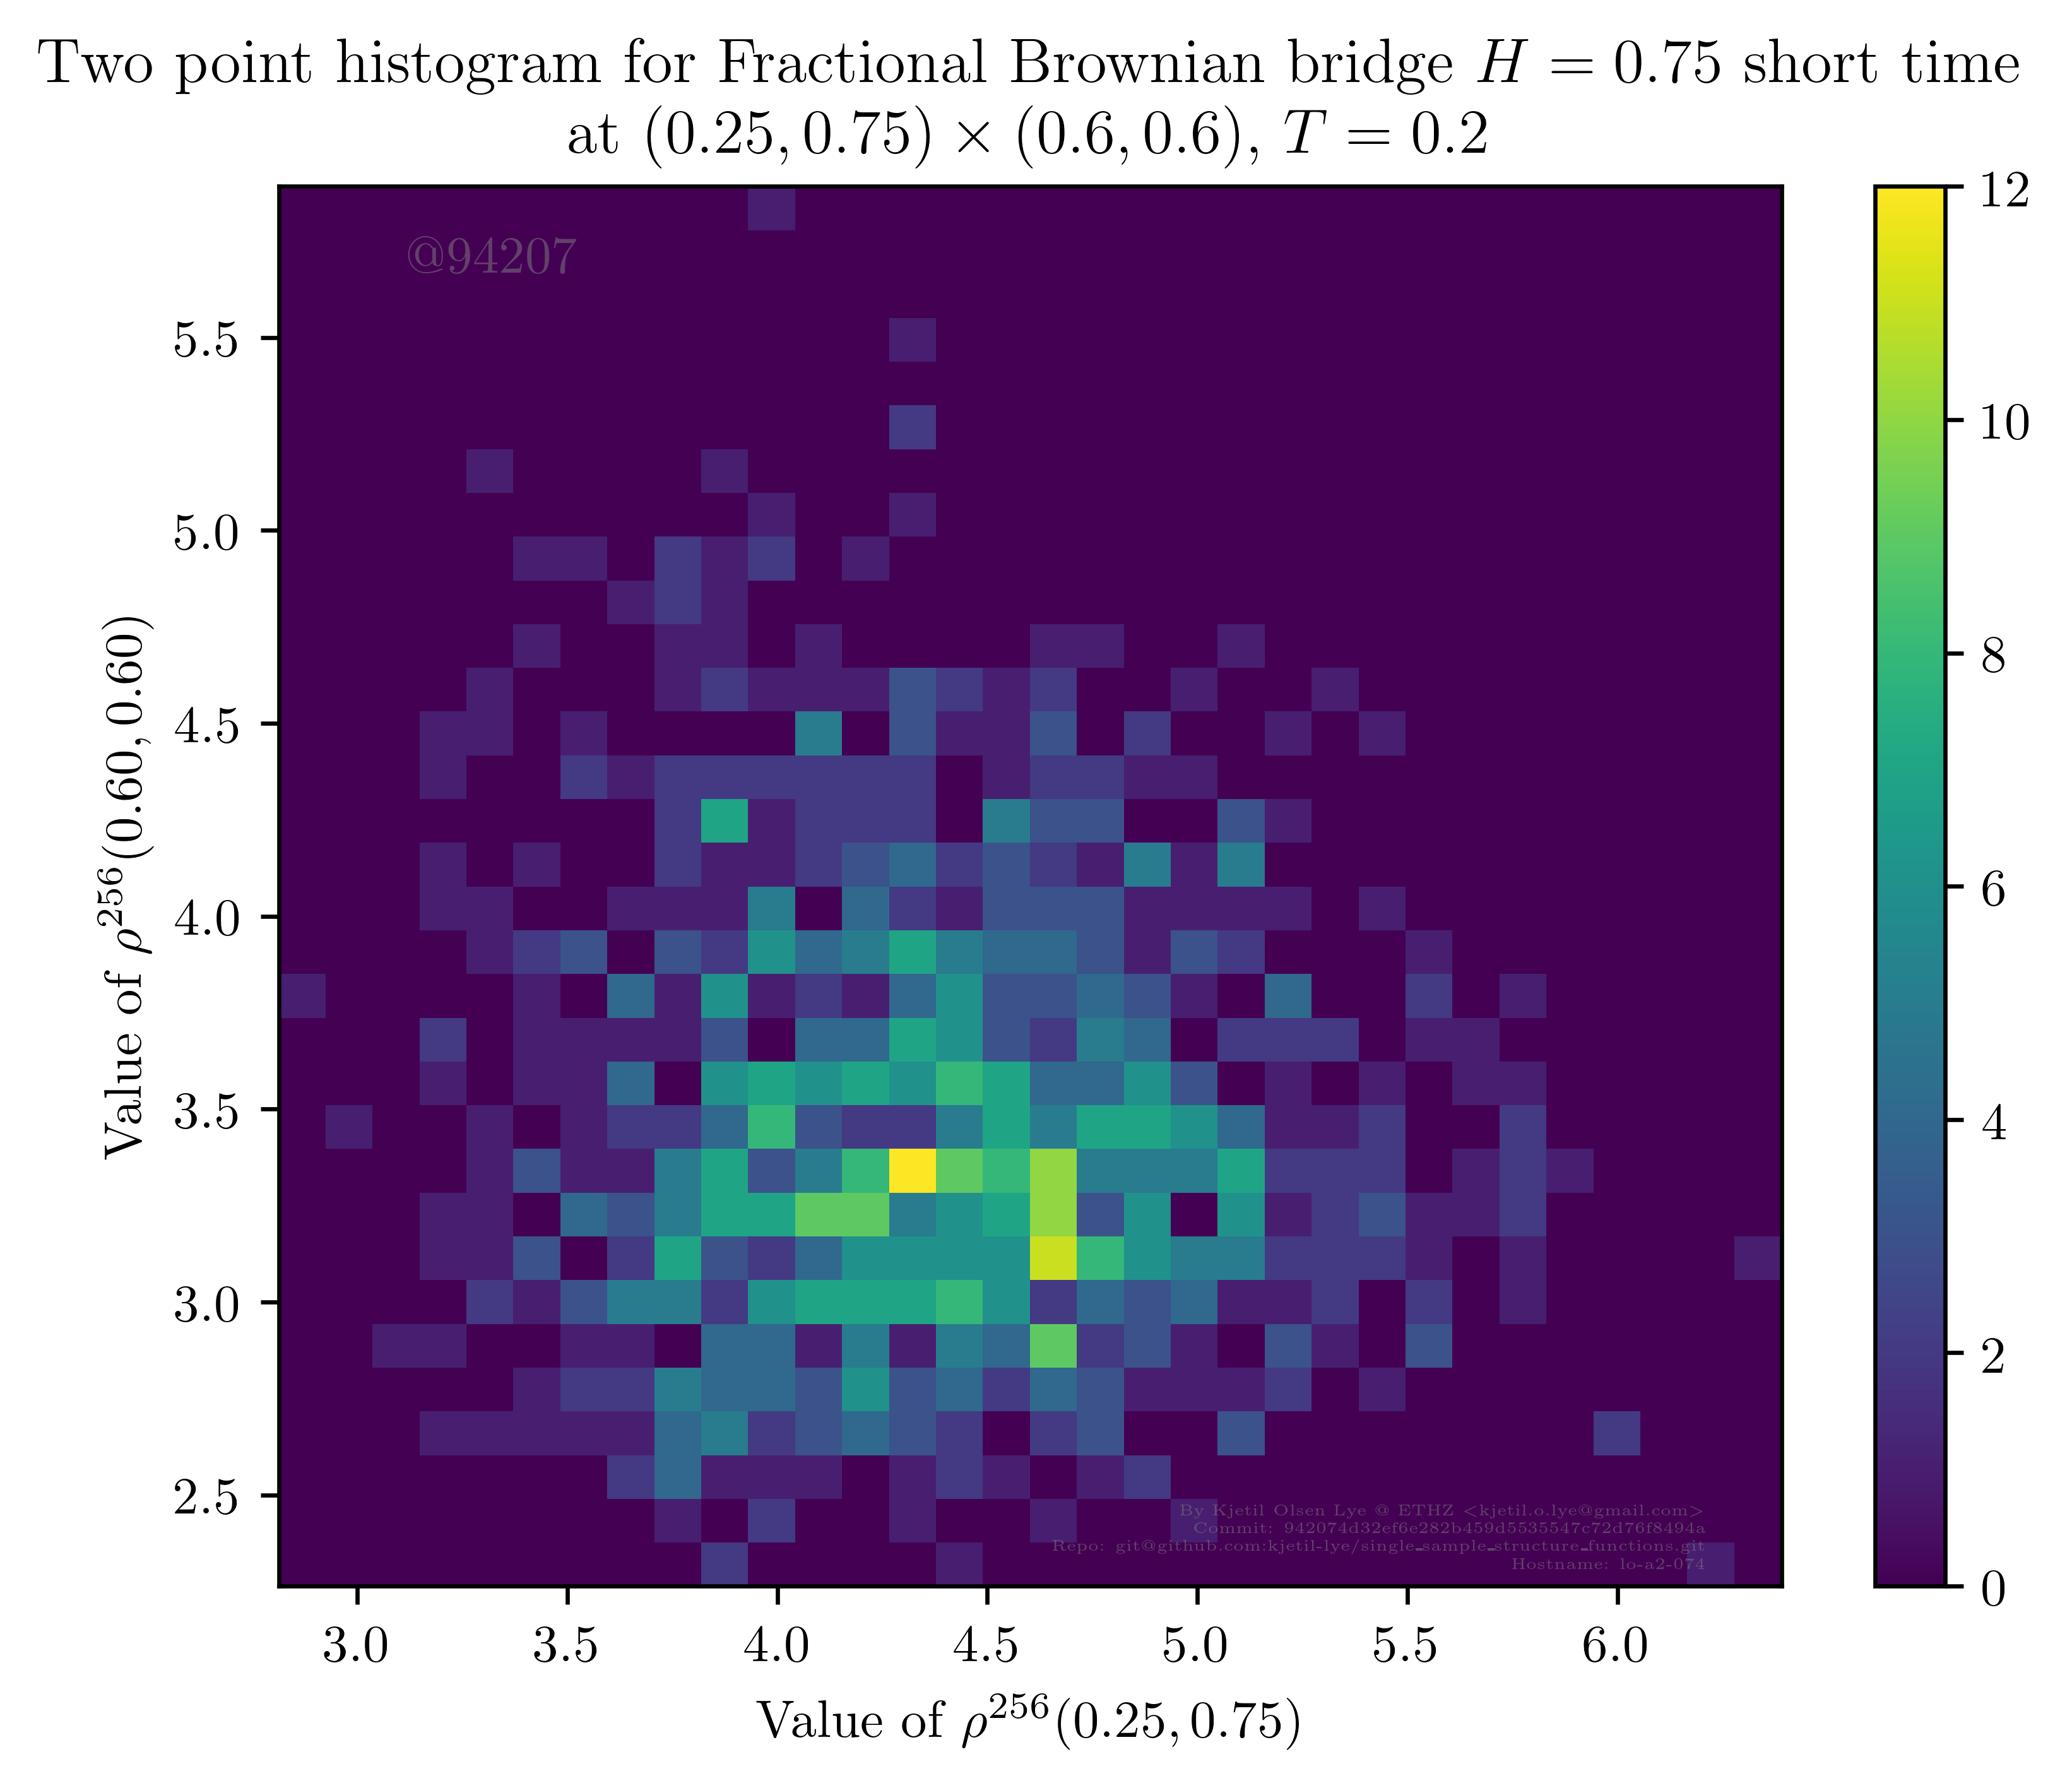 Two point histogram for Fractional Brownian bridge H = 0.75 short time
at (0.25, 0.75) × (0.6, 0.6), T = 0.2
@94207
12
10
8
6
4
2
0
5.5
5.0
4.5
4.0
3.5
3.0
2.5
Value of ρ²⁵⁶(0.60, 0.60)
By Kjetil Olsen Lye @ ETHZ <kjetil.o.lye@gmail.com>
Commit: 942074d32ef6e282b459d5535547c72d76f8494a
Repo: git@github.com:kjetil-lye/single_sample_structure_functions.git
Hostname: lo-a2-074
3.0 3.5 4.0 4.5 5.0 5.5 6.0
Value of ρ²⁵⁶(0.25, 0.75)